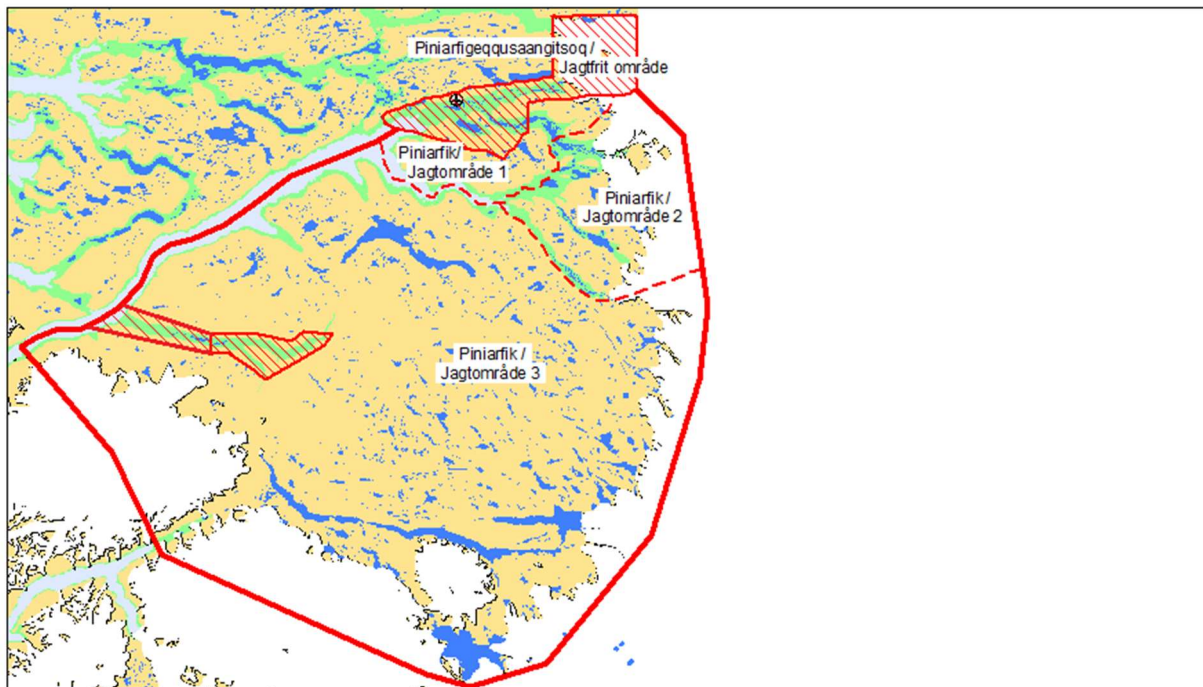 Piniarfigeqqusaangitsoq /
Jagtfrit område
Piniarfik/
Jagtområde 1
Piniarfik /
Jagtområde 2
Piniarfik /
Jagtområde 3